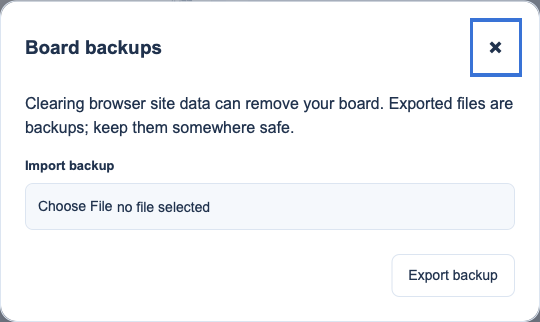 Board backups
Clearing browser site data can remove your board. Exported files are
backups; keep them somewhere safe.
Import backup
Choose File no file selected
Export backup